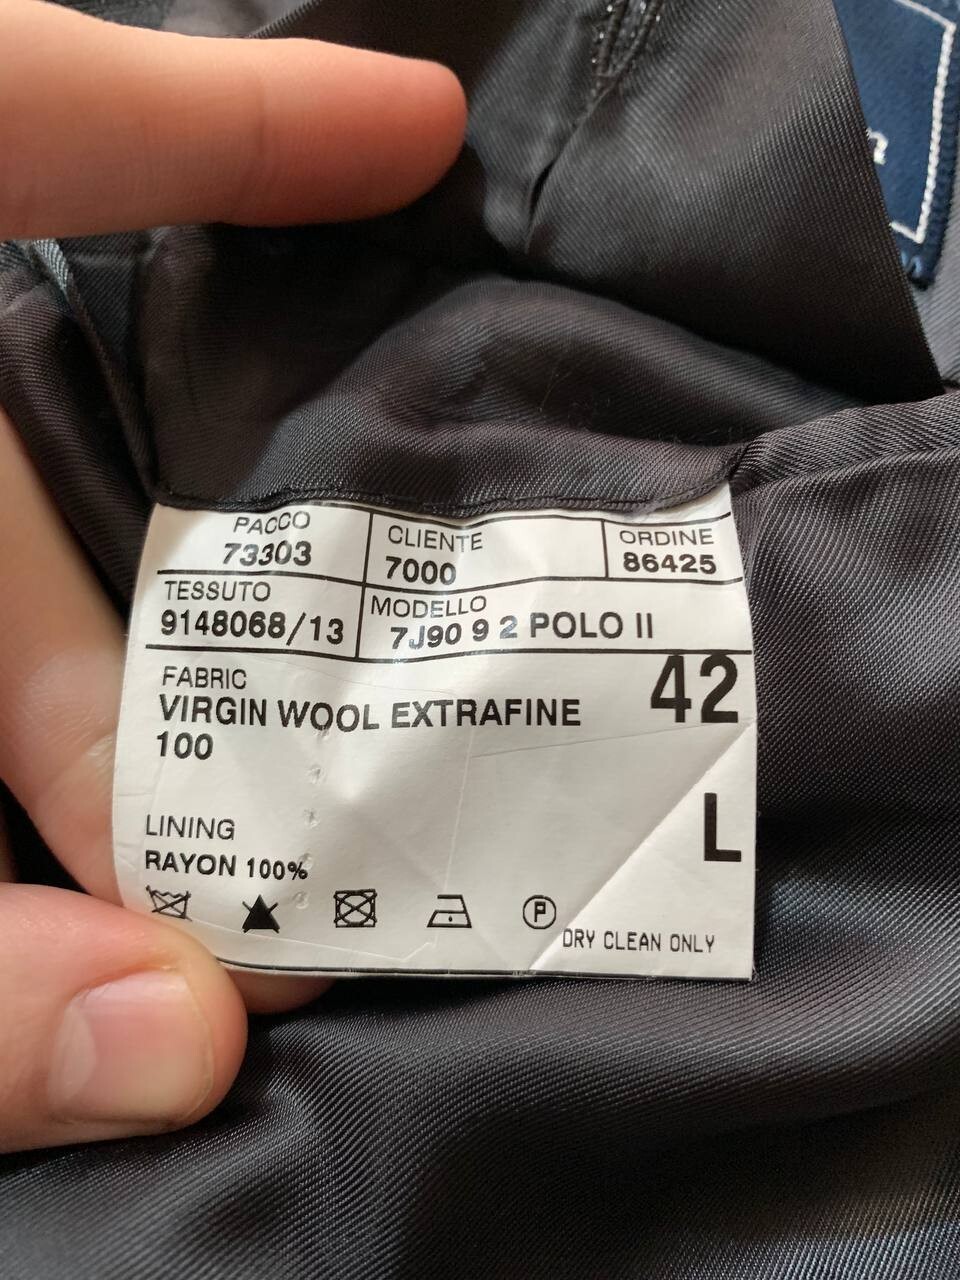 PACCO
73303
CLIENTE
7000
ORDINE
86425
TESSUTO
9148068/13
MODELLO
7J90 9 2 POLO II
FABRIC
VIRGIN WOOL EXTRAFINE
100
42
L
LINING
RAYON 100%
P
DRY CLEAN ONLY